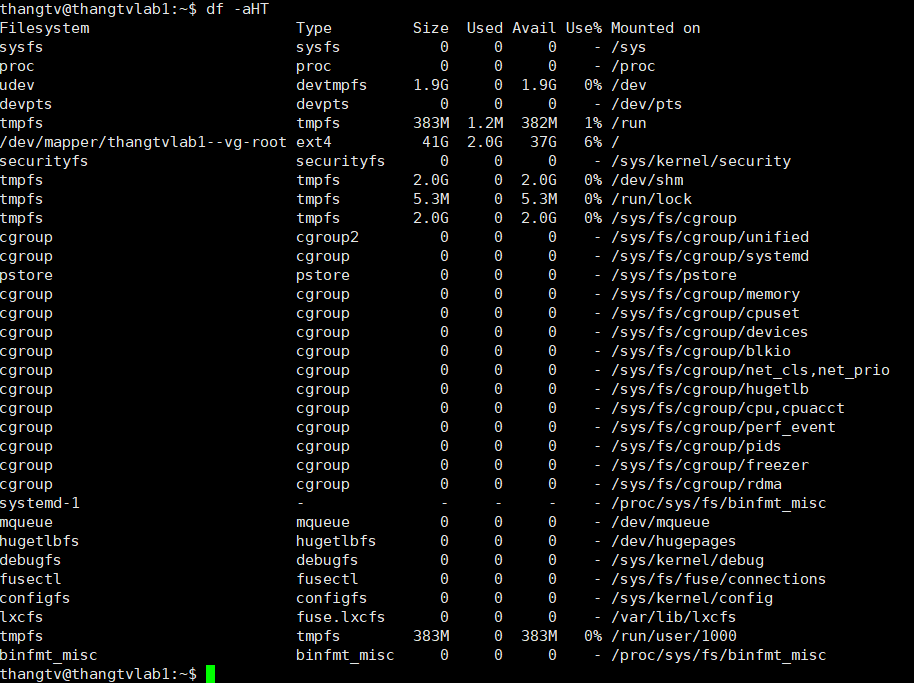 thangtv@thangtvlab1:~$ df -aHT
Filesystem                       Type         Size  Used Avail Use% Mounted on
sysfs                            sysfs           0     0     0    - /sys
proc                             proc            0     0     0    - /proc
udev                             devtmpfs     1.9G     0  1.9G   0% /dev
devpts                           devpts          0     0     0    - /dev/pts
tmpfs                            tmpfs        383M  1.2M  382M   1% /run
/dev/mapper/thangtvlab1--vg-root ext4          41G  2.0G   37G   6% /
securityfs                       securityfs      0     0     0    - /sys/kernel/security
tmpfs                            tmpfs        2.0G     0  2.0G   0% /dev/shm
tmpfs                            tmpfs        5.3M     0  5.3M   0% /run/lock
tmpfs                            tmpfs        2.0G     0  2.0G   0% /sys/fs/cgroup
cgroup                           cgroup2         0     0     0    - /sys/fs/cgroup/unified
cgroup                           cgroup          0     0     0    - /sys/fs/cgroup/systemd
pstore                           pstore          0     0     0    - /sys/fs/pstore
cgroup                           cgroup          0     0     0    - /sys/fs/cgroup/memory
cgroup                           cgroup          0     0     0    - /sys/fs/cgroup/cpuset
cgroup                           cgroup          0     0     0    - /sys/fs/cgroup/devices
cgroup                           cgroup          0     0     0    - /sys/fs/cgroup/blkio
cgroup                           cgroup          0     0     0    - /sys/fs/cgroup/net_cls,net_prio
cgroup                           cgroup          0     0     0    - /sys/fs/cgroup/hugetlb
cgroup                           cgroup          0     0     0    - /sys/fs/cgroup/cpu,cpuacct
cgroup                           cgroup          0     0     0    - /sys/fs/cgroup/perf_event
cgroup                           cgroup          0     0     0    - /sys/fs/cgroup/pids
cgroup                           cgroup          0     0     0    - /sys/fs/cgroup/freezer
cgroup                           cgroup          0     0     0    - /sys/fs/cgroup/rdma
systemd-1                        -               -     -     -    - /proc/sys/fs/binfmt_misc
mqueue                           mqueue          0     0     0    - /dev/mqueue
hugetlbfs                        hugetlbfs       0     0     0    - /dev/hugepages
debugfs                          debugfs         0     0     0    - /sys/kernel/debug
fusectl                          fusectl         0     0     0    - /sys/fs/fuse/connections
configfs                         configfs        0     0     0    - /sys/kernel/config
lxcfs                            fuse.lxcfs      0     0     0    - /var/lib/lxcfs
tmpfs                            tmpfs        383M     0  383M   0% /run/user/1000
binfmt_misc                      binfmt_misc     0     0     0    - /proc/sys/fs/binfmt_misc
thangtv@thangtvlab1:~$